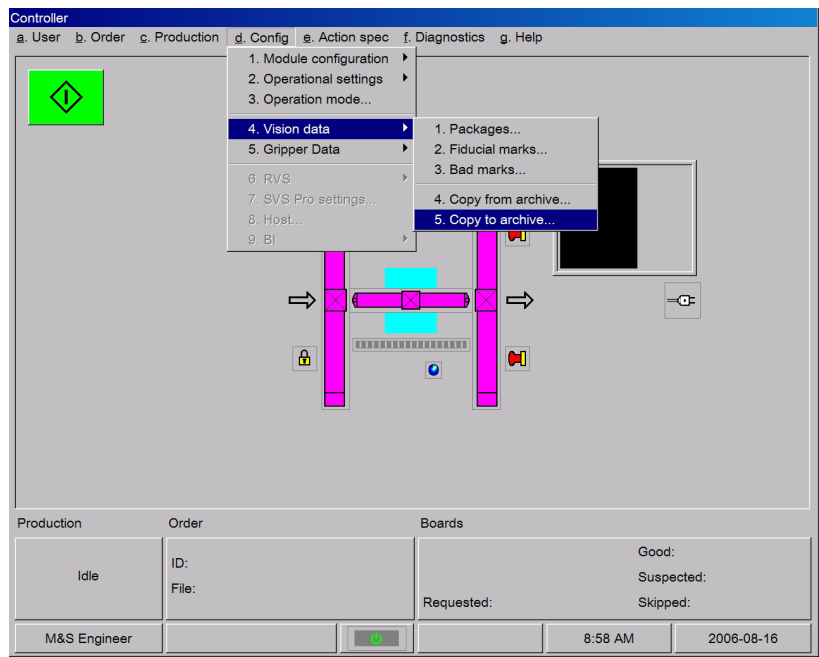 Controller
a. User b. Order c. Production d. Config e. Action spec f. Diagnostics g. Help
1. Module configuration
2. Operational settings
3. Operation mode...
4. Vision data
5. Gripper Data
6. RVS
7. SVS Pro settings...
8. Host...
9. BI
1. Packages...
2. Fiducial marks...
3. Bad marks...
4. Copy from archive...
5. Copy to archive...
Production Order Boards
Idle
ID:
File:
Requested:
Good:
Suspected:
Skipped:
M&S Engineer 8:58 AM 2006-08-16